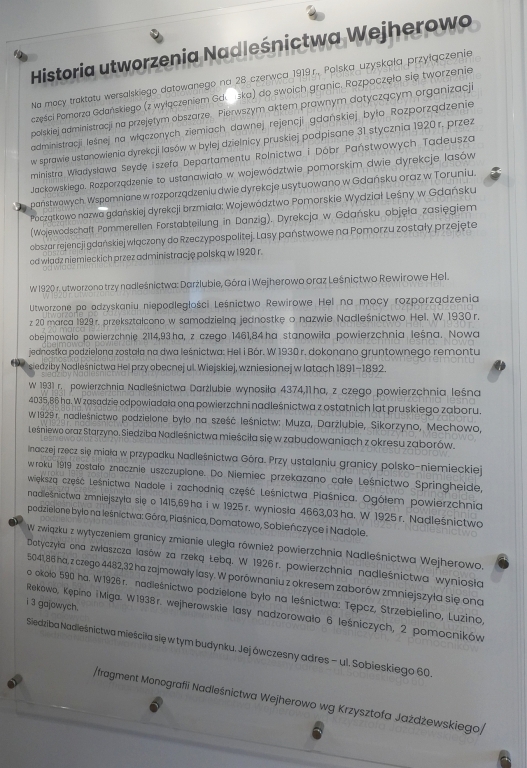 Historia utworzenia Nadleśnictwa Wejherowo
Na mocy traktatu wersalskiego datowanego na 28 czerwca 1919 r., Polska uzyskała przyłączenie
części Pomorza Gdańskiego (z wyłączeniem Gdańska) do swoich granic. Rozpoczęła się tworzenie
polskiej administracji na przejętym obszarze. Pierwszym aktem prawnym dotyczącym organizacji
administracji leśnej na włączonych ziemiach dawnej rejencji gdańskiej było Rozporządzenie
w sprawie ustanowienia dyrekcji lasów w byłej dzielnicy pruskiej podpisane 31 stycznia 1920 r. przez
ministra Władysława Seydę i szefa Departamentu Rolnictwa i Dóbr Państwowych Tadeusza
Jackowskiego. Rozporządzenie to ustanawiało w województwie pomorskim dwie dyrekcje lasów
państwowych. Wspomniane w rozporządzeniu dwie dyrekcje usytuowano w Gdańsku oraz w Toruniu.
Początkowo nazwa gdańskiej dyrekcji brzmiała: Województwo Pomorskie Wydział Leśny w Gdańsku
(Wojewodschaft Pommerellen Forstabteilung in Danzig). Dyrekcja w Gdańsku objęła zasięgiem
obszar rejencji gdańskiej włączony do Rzeczypospolitej. Lasy państwowe na Pomorzu zostały przejęte
od władz niemieckich przez administrację polską w 1920 r.
W 1920 r. utworzono trzy nadleśnictwa: Darżlubie, Góra i Wejherowo oraz Leśnictwo Rewirowe Hel.
Utworzone po odzyskaniu niepodległości Leśnictwo Rewirowe Hel na mocy rozporządzenia
z 20 marca 1929 r. przekształcono w samodzielną jednostkę o nazwie Nadleśnictwo Hel. W 1930 r.
obejmowało powierzchnię 2114,93 ha, z czego 1461,84 ha stanowiła powierzchnia leśna. Nowa
jednostka podzielona została na dwa leśnictwa: Hel i Bór. W 1930 r. dokonano gruntownego remontu
siedziby Nadleśnictwa Hel przy obecnej ul. Wiejskiej, wzniesionej w latach 1891–1892.
W 1931 r. powierzchnia Nadleśnictwa Darżlubie wynosiła 4374,11 ha, z czego powierzchnia leśna
4035,86 ha. W zasadzie odpowiadała ona powierzchni nadleśnictwa z ostatnich lat pruskiego zaboru.
W 1929 r. nadleśnictwo podzielone było na sześć leśnictw: Muza, Darżlubie, Sikorzyno, Mechowo,
Leśniewo oraz Starzyno. Siedziba Nadleśnictwa mieściła się w zabudowaniach z okresu zaborów.
Inaczej rzecz się miała w przypadku Nadleśnictwa Góra. Przy ustalaniu granicy polsko-niemieckiej
w roku 1919 zostało znacznie uszczuplone. Do Niemiec przekazano całe Leśnictwo Springheide,
większą część Leśnictwa Nadole i zachodnią część Leśnictwa Piaśnica. Ogółem powierzchnia
nadleśnictwa zmniejszyła się o 1415,69 ha i w 1925 r. wyniosła 4663,03 ha. W 1925 r. Nadleśnictwo
podzielone było na leśnictwa: Góra, Piaśnica, Domatowo, Sobieńczyce i Nadole.
W związku z wytyczeniem granicy zmianie uległa również powierzchnia Nadleśnictwa Wejherowo.
Dotyczyła ona zwłaszcza lasów za rzeką Łebą. W 1926 r. powierzchnia nadleśnictwa wyniosła
5041,86 ha, z czego 4482,32 ha zajmowały lasy. W porównaniu z okresem zaborów zmniejszyła się ona
o około 590 ha. W 1926 r. nadleśnictwo podzielone było na leśnictwa: Tępcz, Strzebielino, Luzino,
Rekowo, Kępino i Miga. W 1938 r. wejherowskie lasy nadzorowało 6 leśniczych, 2 pomocników
i 3 gajowych.
Siedziba Nadleśnictwa mieściła się w tym budynku. Jej ówczesny adres – ul. Sobieskiego 60.
/fragment Monografii Nadleśnictwa Wejherowo wg Krzysztofa Jażdżewskiego/